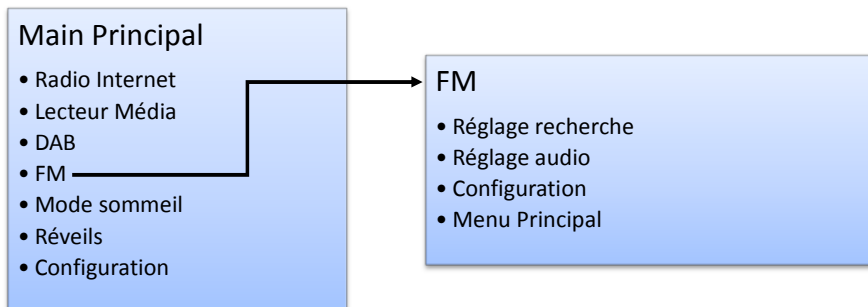 Main Principal
• Radio Internet
• Lecteur Média
• DAB
• FM
• Mode sommeil
• Réveils
• Configuration
FM
• Réglage recherche
• Réglage audio
• Configuration
• Menu Principal